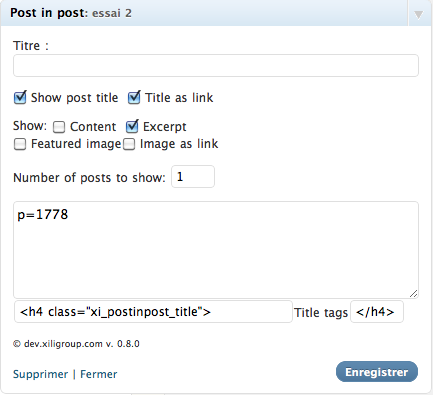 Post in post: essai 2
Titre :
Show post title Title as link
Show: Content Excerpt
Featured image Image as link
Number of posts to show: 1
p=1778
<h4 class="xi_postinpost_title"> Title tags </h4>
© dev.xiligroup.com v. 0.8.0
Supprimer | Fermer Enregistrer